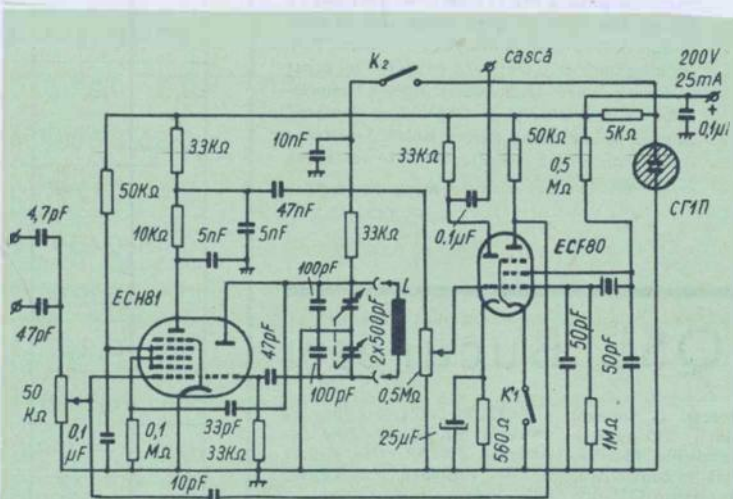 K2
cască
200V
25mA
+
0,1μF
10nF
33KΩ
50KΩ
33KΩ
50KΩ
0,5
MΩ
5KΩ
СГ1П
4,7pF
10KΩ
5nF
5nF
47nF
33KΩ
0,1μF
ECF80
ECH81
100pF
L
2x500pF
47pF
47pF
100pF
0,5MΩ
50pF
50pF
50
KΩ
0,1
μF
0,1
MΩ
33pF
33KΩ
25μF
560Ω
K1
1MΩ
10pF